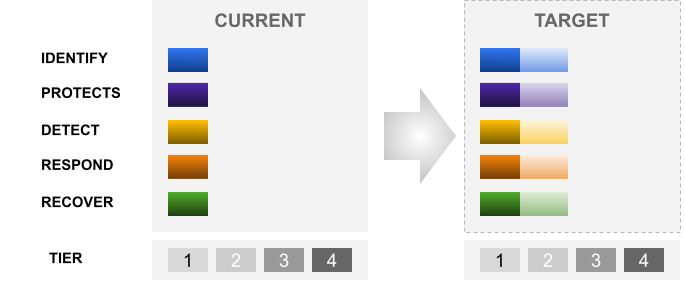 CURRENT TARGET
IDENTIFY
PROTECTS
DETECT
RESPOND
RECOVER
TIER 1 2 3 4 1 2 3 4